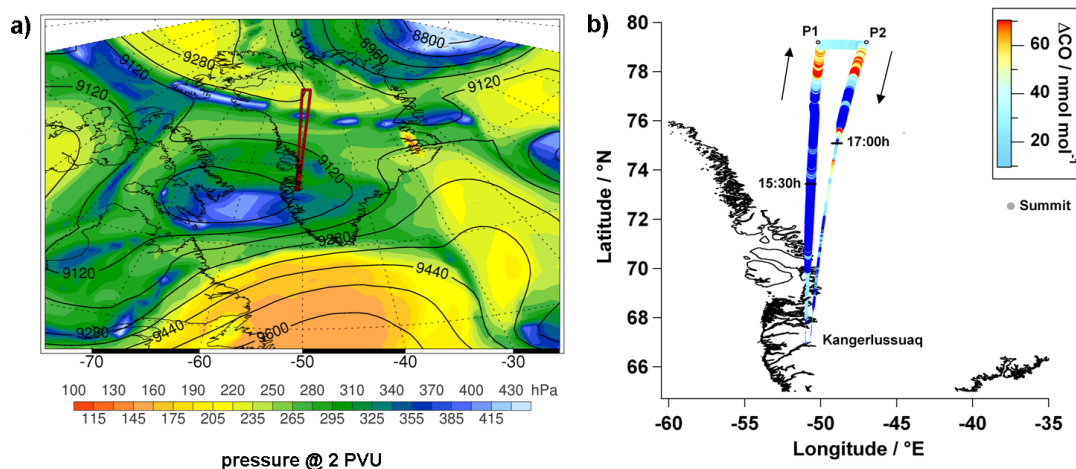 a)
8800
9120
8960
9280
9120
9120
9120
9280
9120
9440
9280
9440
9600
-70 -60 -50 -40 -30 -25
100 130 160 190 220 250 280 310 340 370 400 430 hPa
115 145 175 205 235 265 295 325 355 385 415
pressure @ 2 PVU
b)
80
78
76
74
72
70
68
66
Latitude / °N
P1 P2
17:00h
15:30h
Kangerlussuaq
-60 -55 -50 -45 -40 -35
Longitude / °E
60
40
20
ΔCO / nmol mol⁻¹
Summit